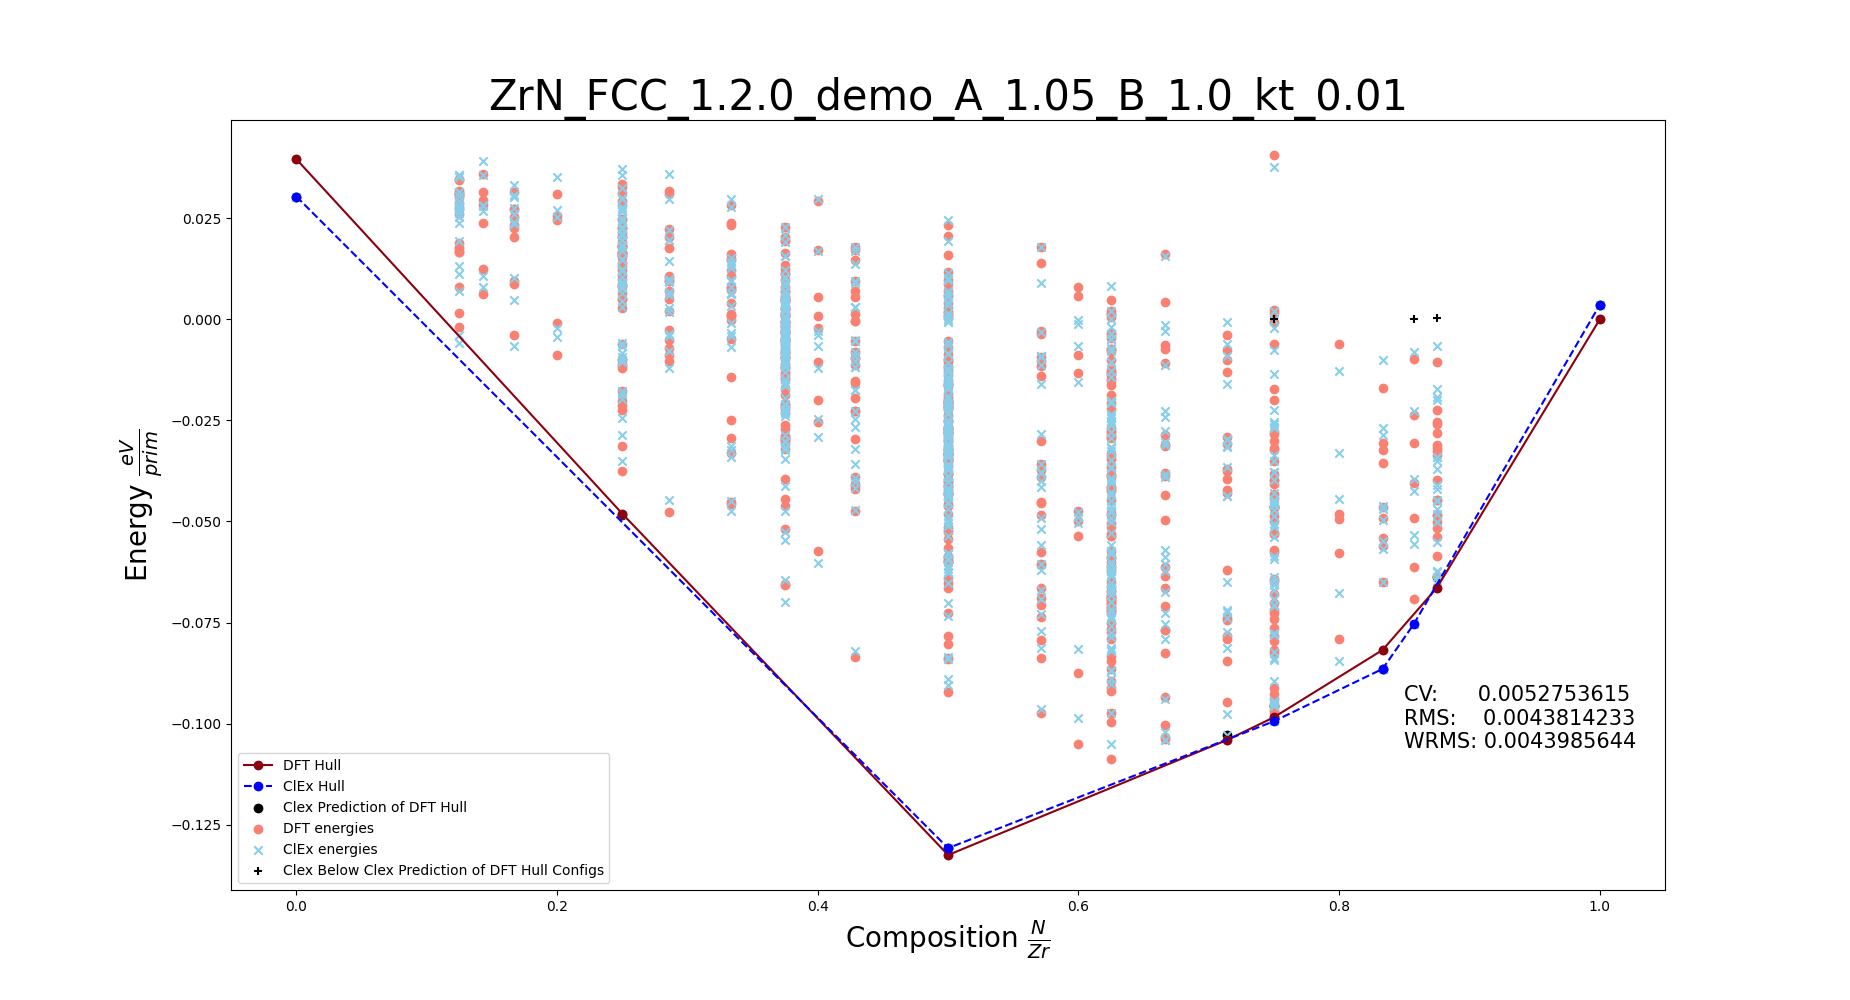 ZrN_FCC_1.2.0_demo_A_1.05_B_1.0_kt_0.01
Energy eV/prim
0.025
0.000
−0.025
−0.050
−0.075
−0.100
−0.125
CV: 0.0052753615
RMS: 0.0043814233
WRMS: 0.0043985644
DFT Hull
ClEx Hull
Clex Prediction of DFT Hull
DFT energies
ClEx energies
Clex Below Clex Prediction of DFT Hull Configs
0.0 0.2 0.4 0.6 0.8 1.0
Composition N/Zr